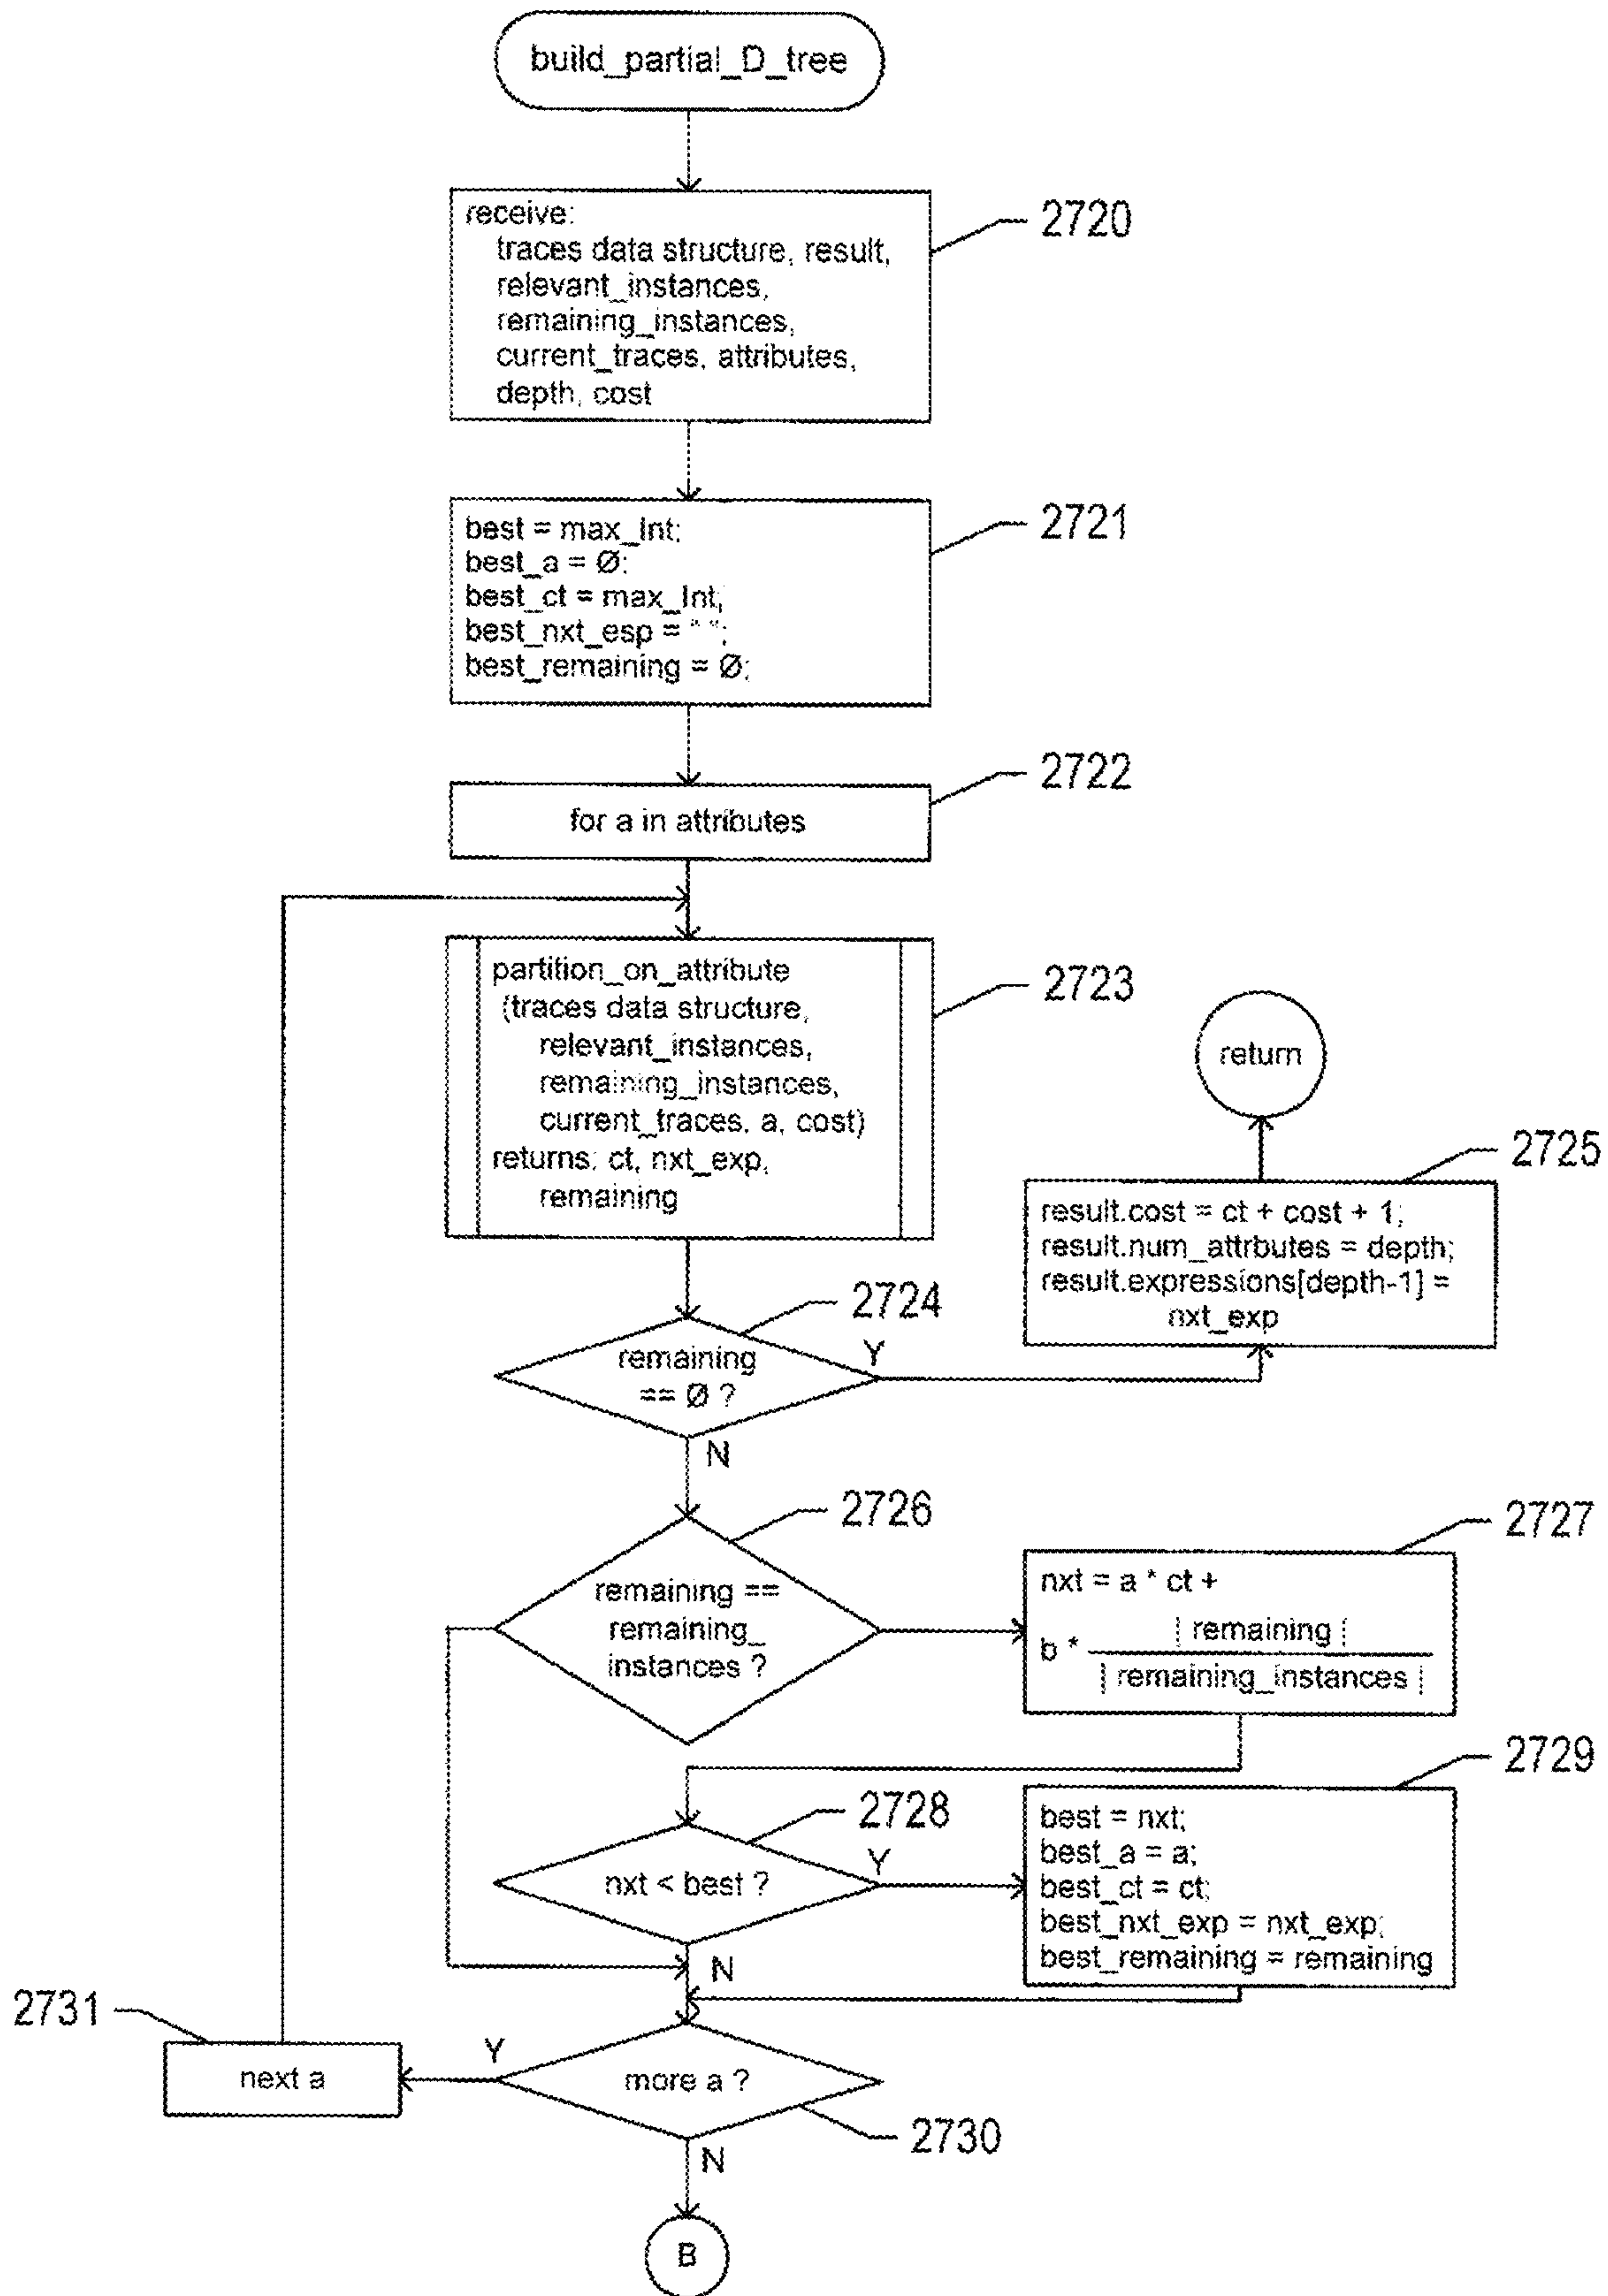 build_partial_D_tree
receive:
traces data structure, result,
relevant_instances,
remaining_instances,
current_traces, attributes,
depth, cost
2720
best = max_Int;
best_a = Ø;
best_ct = max_Int;
best_nxt_esp = " ";
best_remaining = Ø;
2721
for a in attributes
2722
partition_on_attribute
(traces data structure,
relevant_instances,
remaining_instances,
current_traces, a, cost)
returns: ct, nxt_exp,
remaining
2723
return
2725
result.cost = ct + cost + 1;
result.num_attrbutes = depth;
result.expressions[depth-1] =
nxt_exp
2724
remaining
== Ø ?
Y
N
2726
remaining ==
remaining_
instances ?
2727
nxt = a * ct +
b *
| remaining |
| remaining_instances |
2728
nxt < best ?
Y
N
2729
best = nxt;
best_a = a;
best_ct = ct;
best_nxt_exp = nxt_exp;
best_remaining = remaining
2731
next a
Y
more a ?
2730
N
B